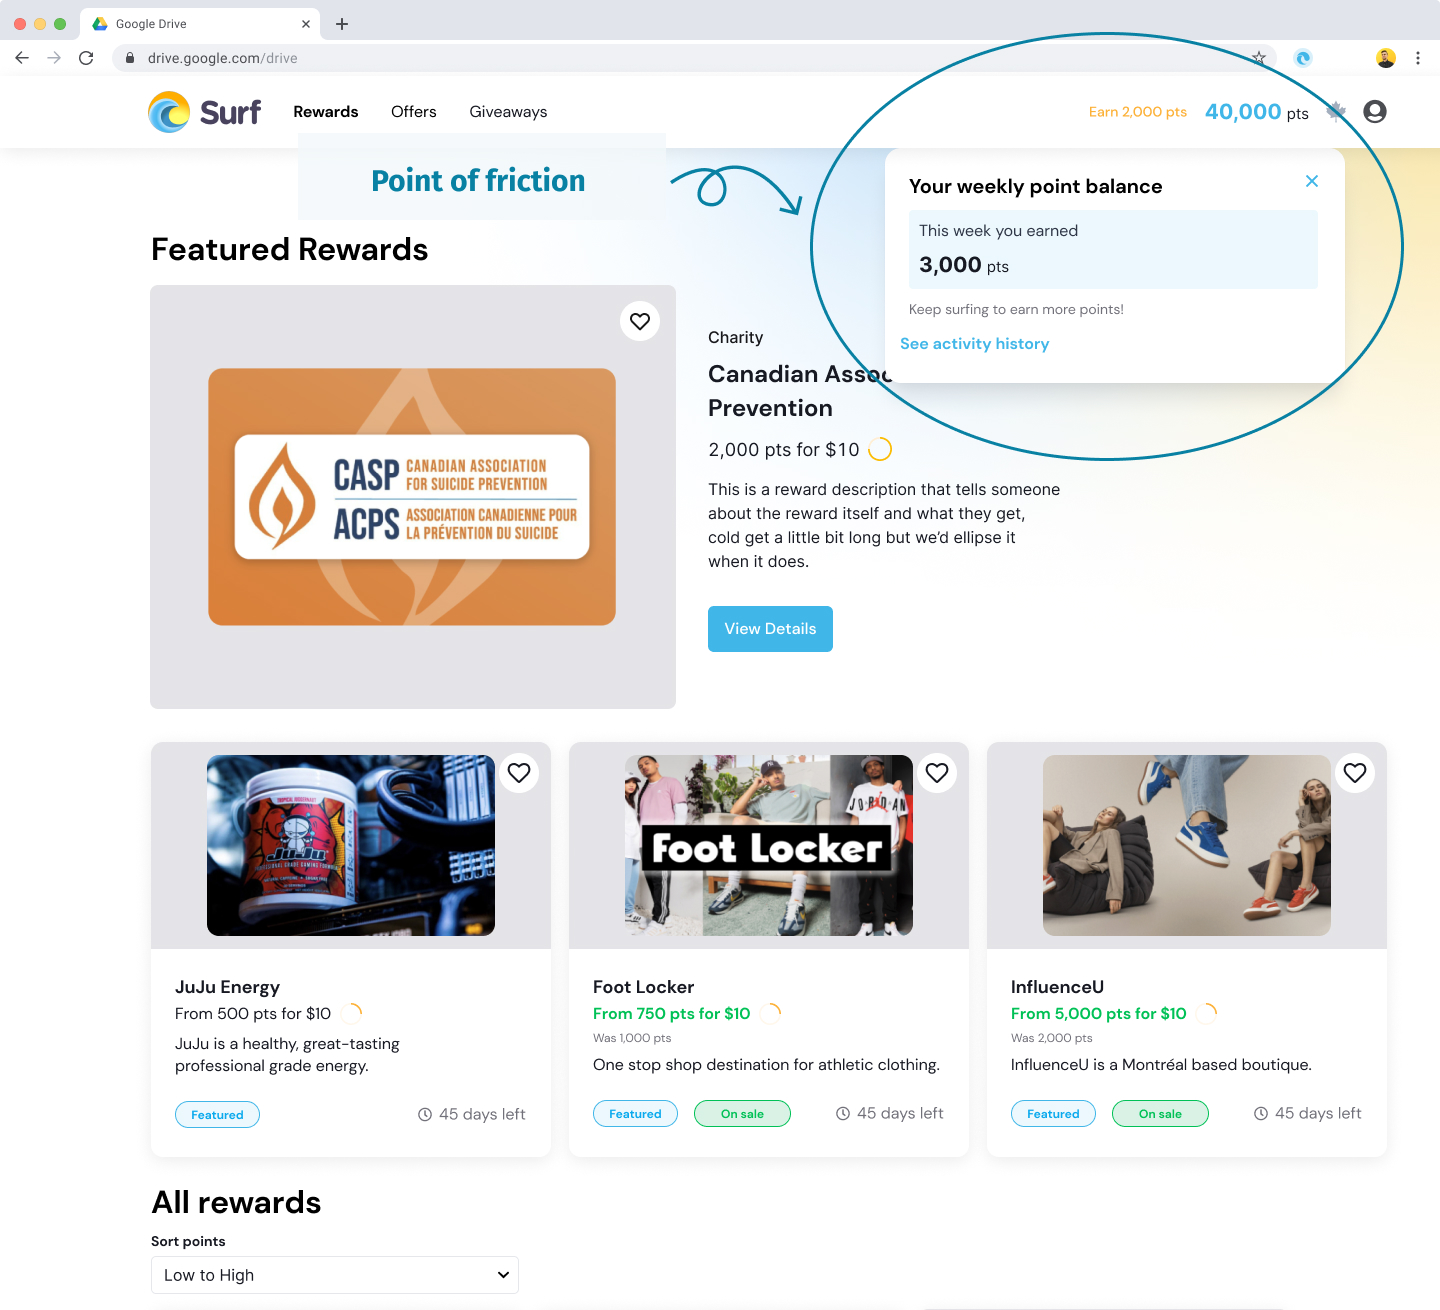 Google Drive
drive.google.com/drive
Surf
Rewards
Offers
Giveaways
Earn 2,000 pts
40,000 pts
Point of friction
Your weekly point balance
This week you earned
3,000 pts
Keep surfing to earn more points!
See activity history
Featured Rewards
CASP CANADIAN ASSOCIATION
FOR SUICIDE PREVENTION
ACPS ASSOCIATION CANADIENNE POUR
LA PRÉVENTION DU SUICIDE
Charity
Canadian Assoc
Prevention
2,000 pts for $10
This is a reward description that tells someone
about the reward itself and what they get,
cold get a little bit long but we’d ellipse it
when it does.
View Details
JuJu
JuJu Energy
From 500 pts for $10
JuJu is a healthy, great-tasting
professional grade energy.
Featured
45 days left
JORDAN
Foot Locker
Foot Locker
From 750 pts for $10
Was 1,000 pts
One stop shop destination for athletic clothing.
Featured
On sale
45 days left
InfluenceU
From 5,000 pts for $10
Was 2,000 pts
InfluenceU is a Montréal based boutique.
Featured
On sale
45 days left
All rewards
Sort points
Low to High